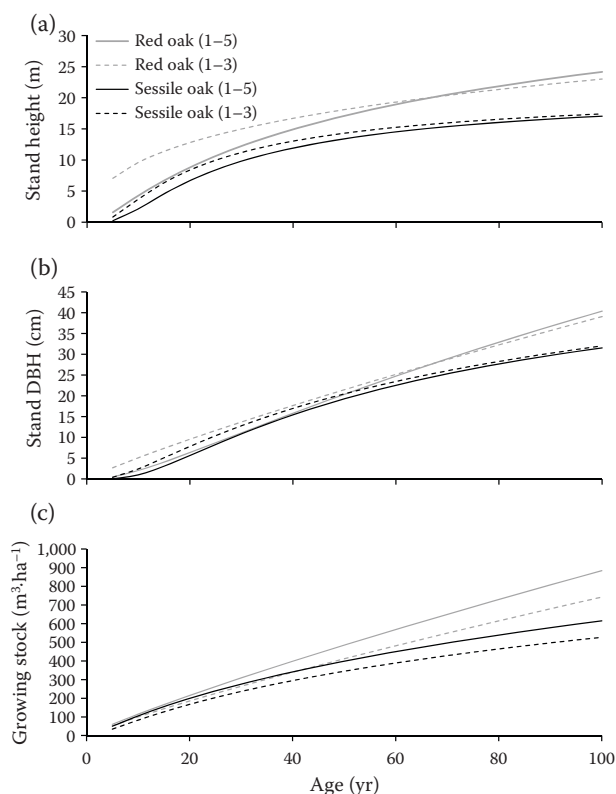 (a)
Stand height (m)
30
25
20
15
10
5
0
Red oak (1–5)
Red oak (1–3)
Sessile oak (1–5)
Sessile oak (1–3)
(b)
Stand DBH (cm)
45
40
35
30
25
20
15
10
5
0
(c)
Growing stock (m³·ha⁻¹)
1,000
900
800
700
600
500
400
300
200
100
0
0 20 40 60 80 100
Age (yr)